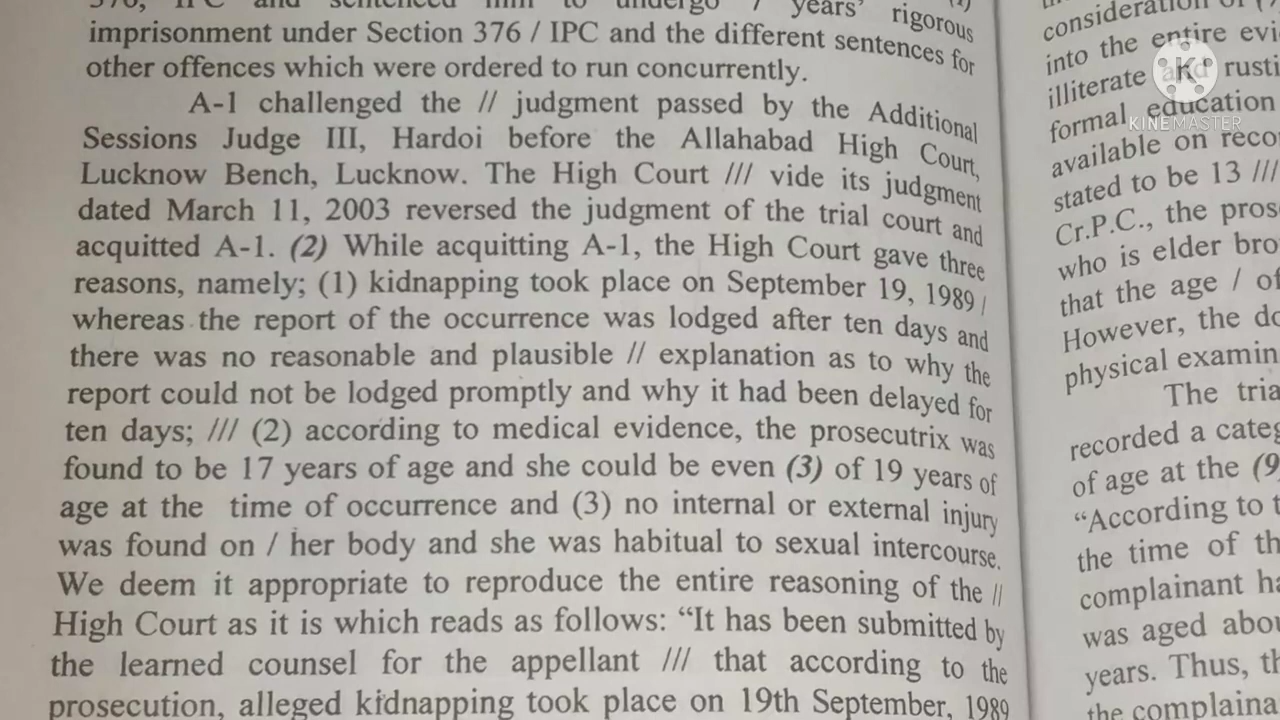 376, IPC and sentenced him to undergo 7 years' rigorous
imprisonment under Section 376 / IPC and the different sentences for
other offences which were ordered to run concurrently.
A-1 challenged the // judgment passed by the Additional
Sessions Judge III, Hardoi before the Allahabad High Court,
Lucknow Bench, Lucknow. The High Court /// vide its judgment
dated March 11, 2003 reversed the judgment of the trial court and
acquitted A-1. (2) While acquitting A-1, the High Court gave three
reasons, namely; (1) kidnapping took place on September 19, 1989 /
whereas the report of the occurrence was lodged after ten days and
there was no reasonable and plausible // explanation as to why the
report could not be lodged promptly and why it had been delayed for
ten days; /// (2) according to medical evidence, the prosecutrix was
found to be 17 years of age and she could be even (3) of 19 years of
age at the time of occurrence and (3) no internal or external injury
was found on / her body and she was habitual to sexual intercourse.
We deem it appropriate to reproduce the entire reasoning of the //
High Court as it is which reads as follows: “It has been submitted by
the learned counsel for the appellant /// that according to the
prosecution, alleged kidnapping took place on 19th September, 1989
consideration of
into the entire evi
illiterate and rusti
formal education
available on reco
stated to be 13 ///
Cr.P.C., the pros
who is elder bro
that the age / of
However, the do
physical examin
The tria
recorded a categ
of age at the (9
“According to t
the time of th
complainant ha
was aged abou
years. Thus, th
the complaina
K
KINEMASTER